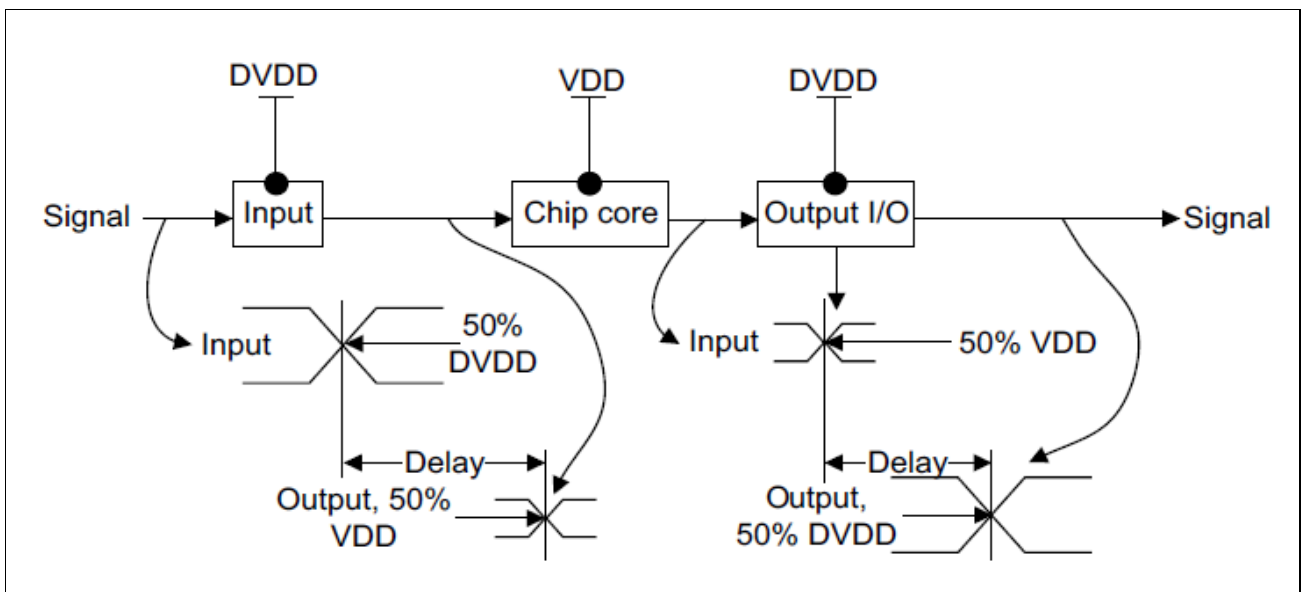 DVDD
VDD
DVDD
Signal
Input
Chip core
Output I/O
Signal
Input
50%
DVDD
Input
50% VDD
Delay
Output, 50%
VDD
Delay
Output,
50% DVDD